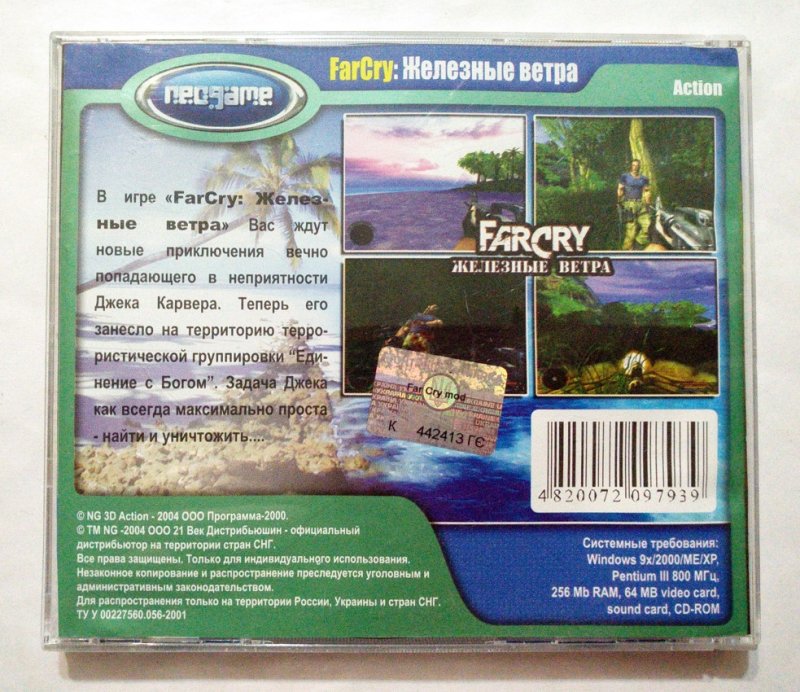 FarCry: Железные ветра
neogame
Action
В игре «FarCry: Желез-
ные ветра» Вас ждут
новые приключения вечно
попадающего в неприятности
Джека Карвера. Теперь его
занесло на территорию терро-
ристической группировки “Еди-
нение с Богом”. Задача Джека
как всегда максимально проста
- найти и уничтожить....
FARCRY
ЖЕЛЕЗНЫЕ ВЕТРА
Far Cry mod
К 442413 ГЄ
4 820072 097939
© NG 3D Action - 2004 ООО Программа-2000.
© TM NG -2004 ООО 21 Век Дистрибьюшин - официальный
дистрибьютор на территории стран СНГ.
Все права защищены. Только для индивидуального использования.
Незаконное копирование и распространение преследуется уголовным и
административным законодательством.
Для распространения только на территории России, Украины и стран СНГ.
ТУ У 00227560.056-2001
Системные требования:
Windows 9x/2000/ME/XP,
Pentium III 800 МГц,
256 Mb RAM, 64 MB video card,
sound card, CD-ROM